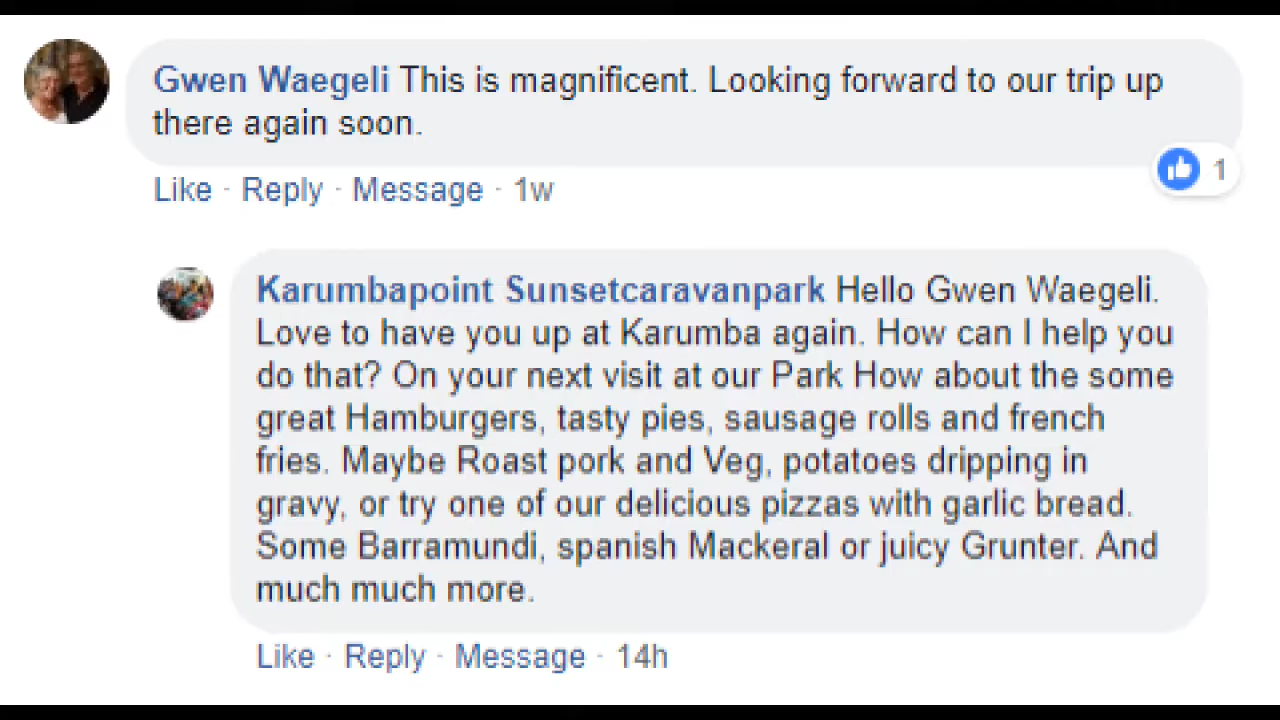 Gwen Waegeli This is magnificent. Looking forward to our trip up
there again soon.
1
Like · Reply · Message · 1w
Karumbapoint Sunsetcaravanpark Hello Gwen Waegeli.
Love to have you up at Karumba again. How can I help you
do that? On your next visit at our Park How about the some
great Hamburgers, tasty pies, sausage rolls and french
fries. Maybe Roast pork and Veg, potatoes dripping in
gravy, or try one of our delicious pizzas with garlic bread.
Some Barramundi, spanish Mackeral or juicy Grunter. And
much much more.
Like · Reply · Message · 14h